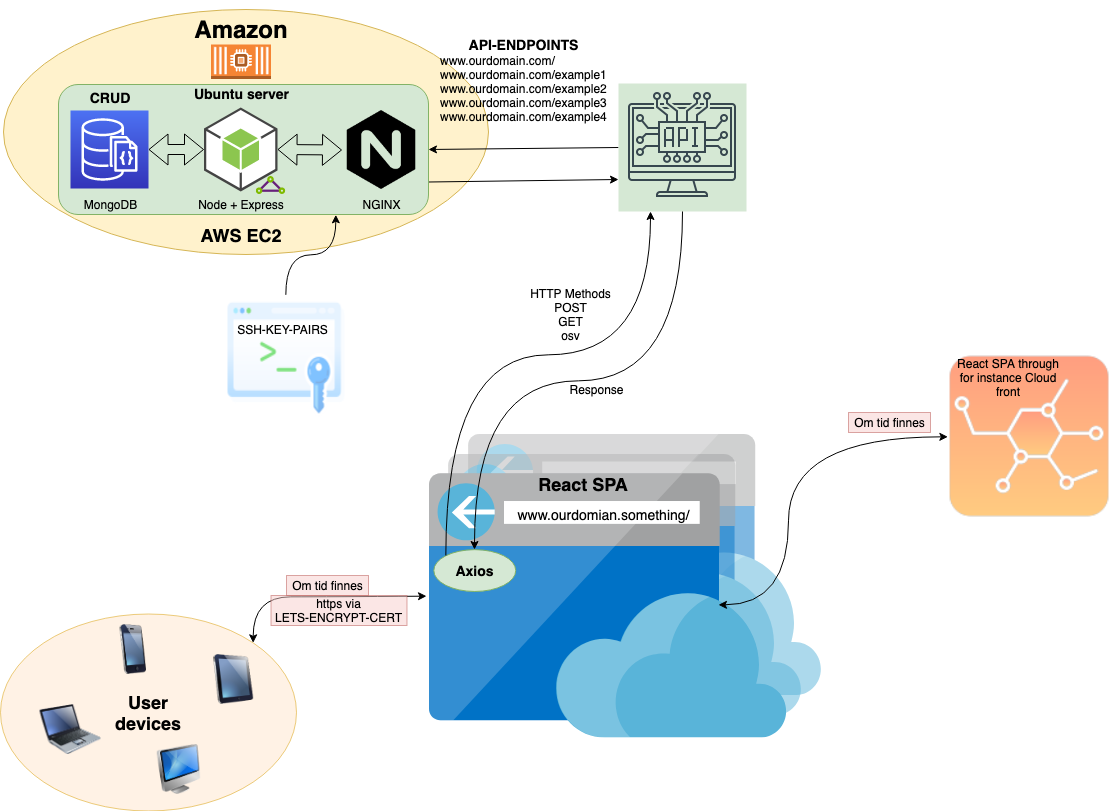 Amazon
API-ENDPOINTS
www.ourdomain.com/
www.ourdomain.com/example1
www.ourdomain.com/example2
www.ourdomain.com/example3
www.ourdomain.com/example4
CRUD
Ubuntu server
N
API
MongoDB
Node + Express
NGINX
AWS EC2
SSH-KEY-PAIRS
HTTP Methods
POST
GET
osv
Response
React SPA through
for instance Cloud
front
Om tid finnes
React SPA
www.ourdomian.something/
Axios
Om tid finnes
https via
LETS-ENCRYPT-CERT
User
devices